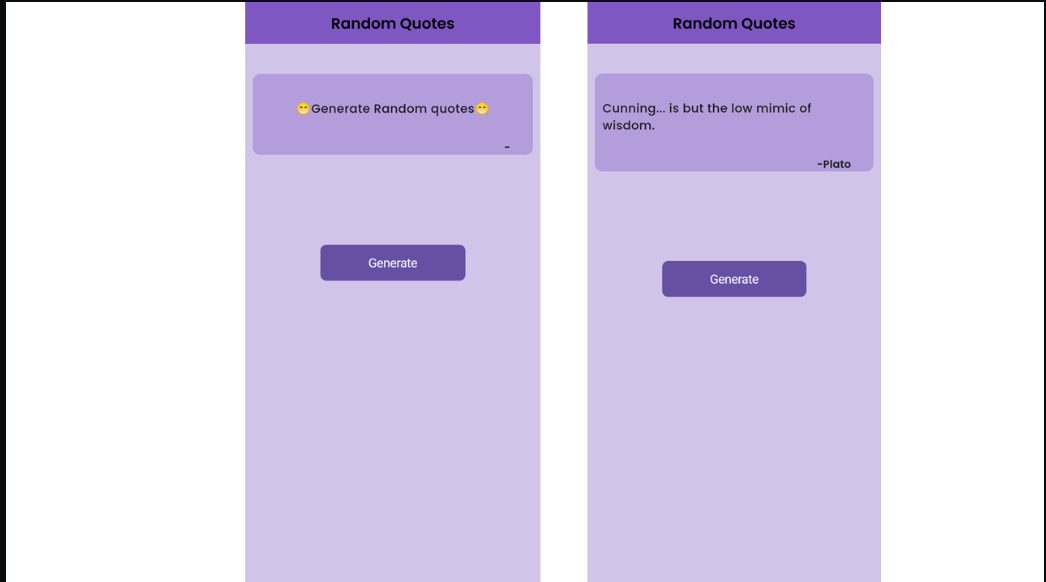 Random Quotes
😁Generate Random quotes😁
-
Generate
Random Quotes
Cunning... is but the low mimic of
wisdom.
-Plato
Generate